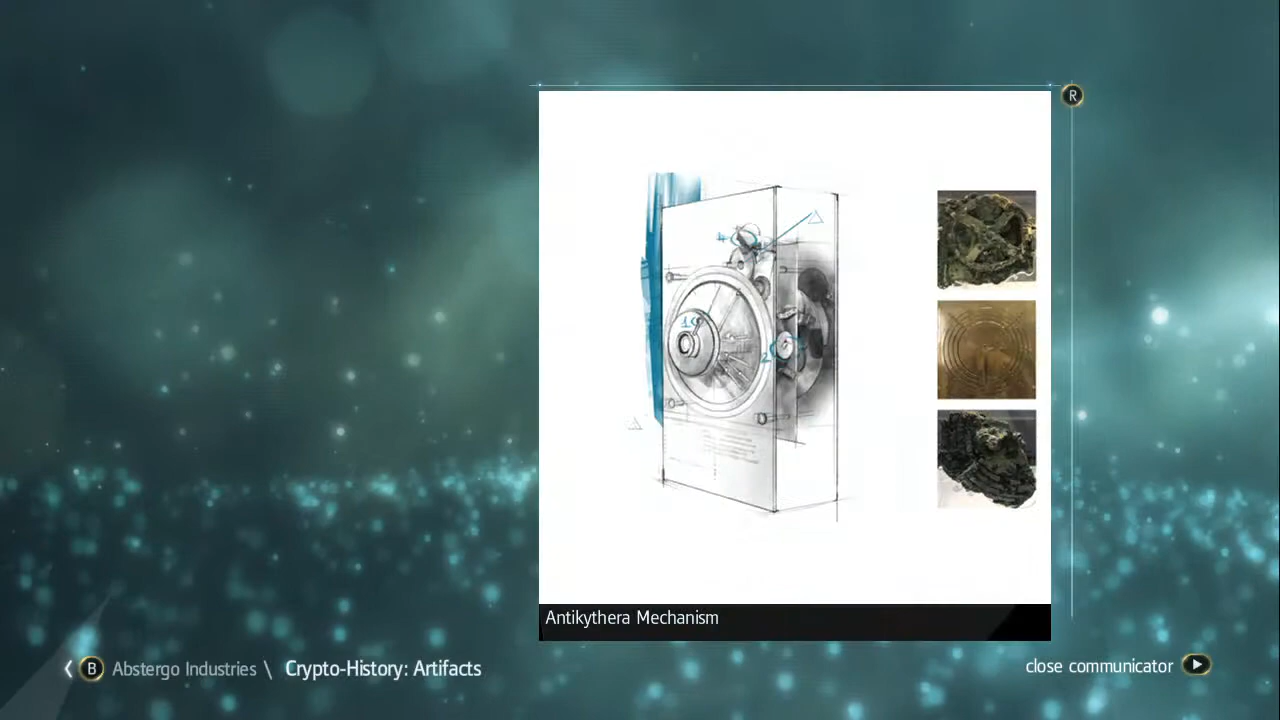 R
Antikythera Mechanism
B Abstergo Industries \ Crypto-History: Artifacts
close communicator